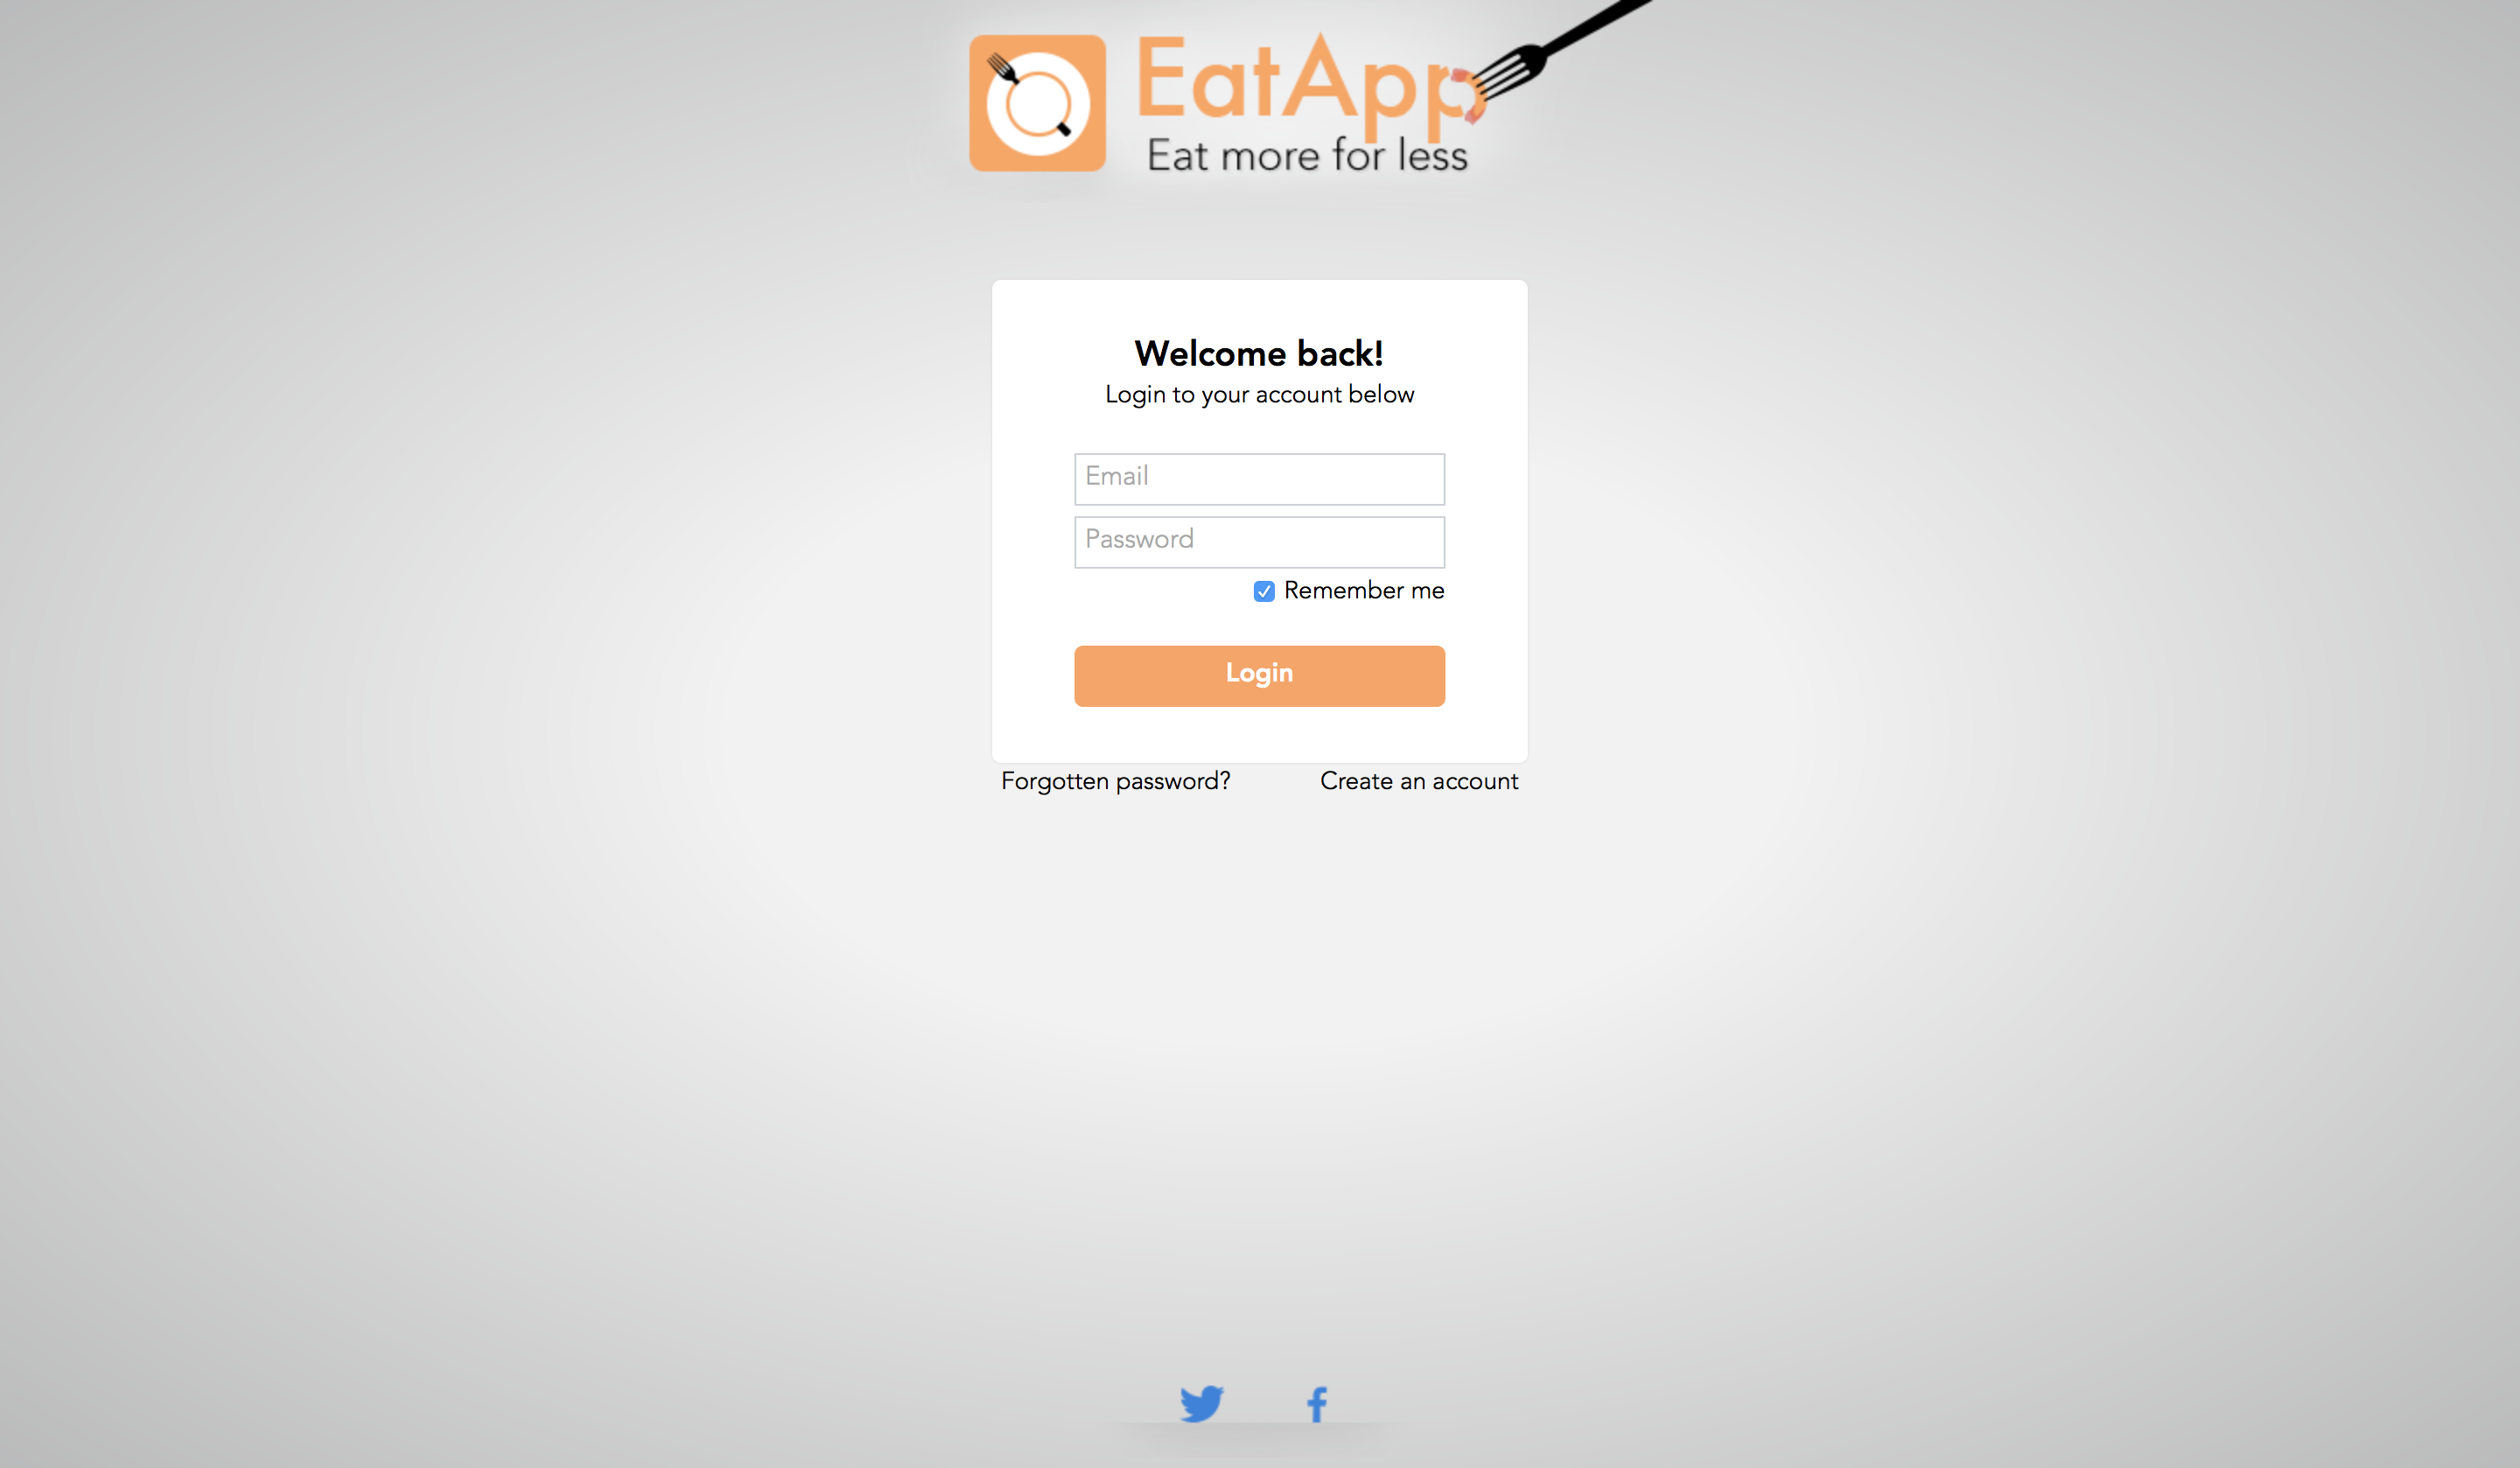 EatApp
Eat more for less
Welcome back!
Login to your account below
Email
Password
Remember me
Login
Forgotten password?
Create an account